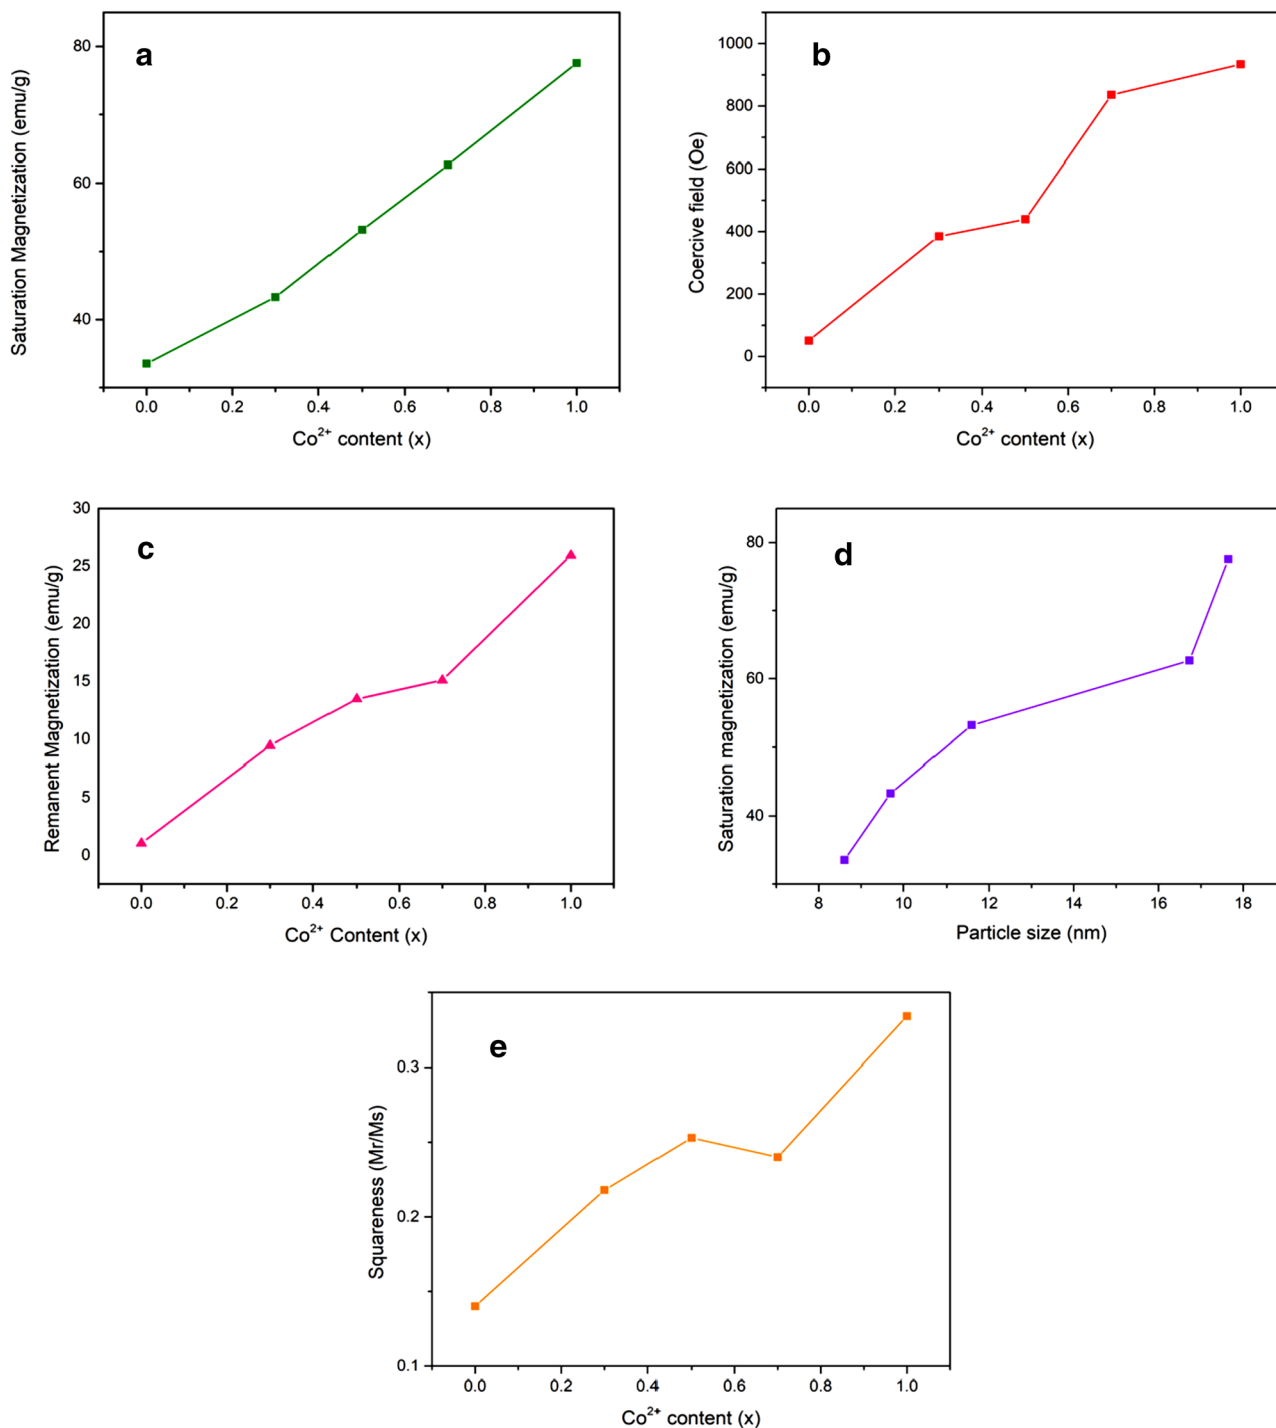 a
Saturation Magnetization (emu/g)
80
60
40
0.0 0.2 0.4 0.6 0.8 1.0
Co²⁺ content (x)
b
Coercive field (Oe)
1000
800
600
400
200
0
0.0 0.2 0.4 0.6 0.8 1.0
Co²⁺ content (x)
c
Remanent Magnetization (emu/g)
30
25
20
15
10
5
0
0.0 0.2 0.4 0.6 0.8 1.0
Co²⁺ Content (x)
d
Saturation magnetization (emu/g)
80
60
40
8 10 12 14 16 18
Particle size (nm)
e
Squareness (Mr/Ms)
0.3
0.2
0.1
0.0 0.2 0.4 0.6 0.8 1.0
Co²⁺ content (x)